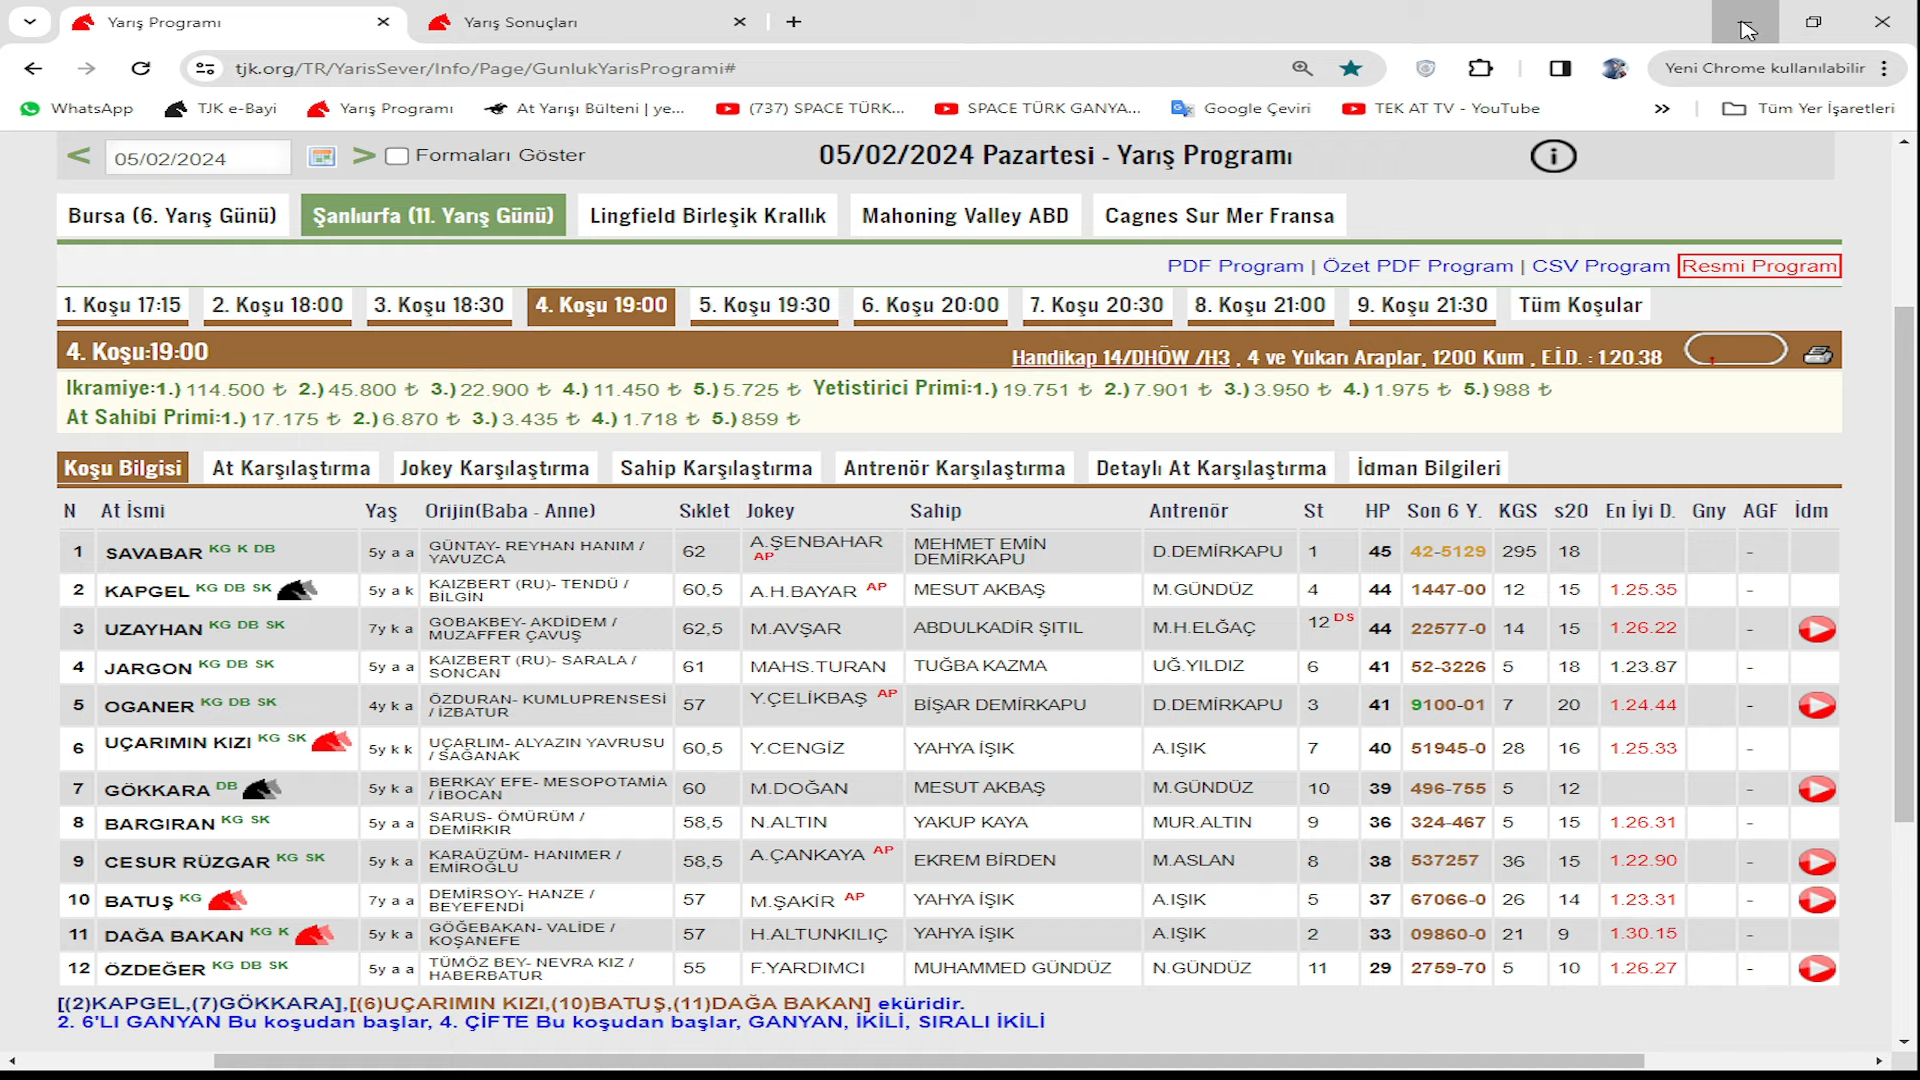 Yarış Programı
Yarış Sonuçları
tjk.org/TR/YarisSever/Info/Page/GunlukYarisProgrami#
Yeni Chrome kullanılabilir
WhatsApp TJK e-Bayi Yarış Programı At Yarışı Bülteni | ye... (737) SPACE TÜRK... SPACE TÜRK GANYA... Google Çeviri TEK AT TV - YouTube » Tüm Yer İşaretleri
< 05/02/2024 > Formaları Göster 05/02/2024 Pazartesi - Yarış Programı
Bursa (6. Yarış Günü) Şanlıurfa (11. Yarış Günü) Lingfield Birleşik Krallık Mahoning Valley ABD Cagnes Sur Mer Fransa
PDF Program | Özet PDF Program | CSV Program Resmi Program
1. Koşu 17:15 2. Koşu 18:00 3. Koşu 18:30 4. Koşu 19:00 5. Koşu 19:30 6. Koşu 20:00 7. Koşu 20:30 8. Koşu 21:00 9. Koşu 21:30 Tüm Koşular
4. Koşu:19:00 Handikap 14/DHÖW /H3 , 4 ve Yukarı Araplar, 1200 Kum , E.İ.D. : 1.20.38
Ikramiye:1.) 114.500 ₺ 2.) 45.800 ₺ 3.) 22.900 ₺ 4.) 11.450 ₺ 5.) 5.725 ₺ Yetistirici Primi:1.) 19.751 ₺ 2.) 7.901 ₺ 3.) 3.950 ₺ 4.) 1.975 ₺ 5.) 988 ₺
At Sahibi Primi:1.) 17.175 ₺ 2.) 6.870 ₺ 3.) 3.435 ₺ 4.) 1.718 ₺ 5.) 859 ₺
Koşu Bilgisi At Karşılaştırma Jokey Karşılaştırma Sahip Karşılaştırma Antrenör Karşılaştırma Detaylı At Karşılaştırma İdman Bilgileri
N At İsmi Yaş Orijin(Baba - Anne) Sıklet Jokey Sahip Antrenör St HP Son 6 Y. KGS s20 En İyi D. Gny AGF İdm
1 SAVABAR KG K DB 5y a a GÜNTAY- REYHAN HANIM / YAVUZCA 62 A.ŞENBAHAR AP MEHMET EMİN DEMİRKAPU D.DEMİRKAPU 1 45 42-5129 295 18 -
2 KAPGEL KG DB SK 5y a k KAIZBERT (RU)- TENDÜ / BİLGİN 60,5 A.H.BAYAR AP MESUT AKBAŞ M.GÜNDÜZ 4 44 1447-00 12 15 1.25.35 -
3 UZAYHAN KG DB SK 7y k a GOBAKBEY- AKDİDEM / MUZAFFER ÇAVUŞ 62,5 M.AVŞAR ABDULKADİR ŞITIL M.H.ELĞAÇ 12 DS 44 22577-0 14 15 1.26.22 -
4 JARGON KG DB SK 5y a a KAIZBERT (RU)- SARALA / SONCAN 61 MAHS.TURAN TUĞBA KAZMA UĞ.YILDIZ 6 41 52-3226 5 18 1.23.87 -
5 OGANER KG DB SK 4y k a ÖZDURAN- KUMLUPRENSESİ / İZBATUR 57 Y.ÇELİKBAŞ AP BİŞAR DEMİRKAPU D.DEMİRKAPU 3 41 9100-01 7 20 1.24.44 -
6 UÇARIMIN KIZI KG SK 5y k k UÇARLIM- ALYAZIN YAVRUSU / SAĞANAK 60,5 Y.CENGİZ YAHYA İŞIK A.IŞIK 7 40 51945-0 28 16 1.25.33 -
7 GÖKKARA DB 5y k a BERKAY EFE- MESOPOTAMİA / IBOCAN 60 M.DOĞAN MESUT AKBAŞ M.GÜNDÜZ 10 39 496-755 5 12 -
8 BARGIRAN KG SK 5y a a SARUS- ÖMÜRÜM / DEMİRKIR 58,5 N.ALTIN YAKUP KAYA MUR.ALTIN 9 36 324-467 5 15 1.26.31 -
9 CESUR RÜZGAR KG SK 5y k a KARAÜZÜM- HANIMER / EMİROĞLU 58,5 A.ÇANKAYA AP EKREM BİRDEN M.ASLAN 8 38 537257 36 15 1.22.90 -
10 BATUŞ KG 7y a a DEMİRSOY- HANZE / BEYEFENDİ 57 M.ŞAKİR AP YAHYA İŞIK A.IŞIK 5 37 67066-0 26 14 1.23.31 -
11 DAĞA BAKAN KG K 5y k a GÖĞEBAKAN- VALİDE / KOŞANEFE 57 H.ALTUNKILIÇ YAHYA İŞIK A.IŞIK 2 33 09860-0 21 9 1.30.15 -
12 ÖZDEĞER KG DB SK 5y a a TÜMÖZ BEY- NEVRA KIZ / HABERBATUR 55 F.YARDIMCI MUHAMMED GÜNDÜZ N.GÜNDÜZ 11 29 2759-70 5 10 1.26.27 -
[(2)KAPGEL,(7)GÖKKARA],[(6)UÇARIMIN KIZI,(10)BATUŞ,(11)DAĞA BAKAN] eküridir.
2. 6'LI GANYAN Bu koşudan başlar, 4. ÇİFTE Bu koşudan başlar, GANYAN, İKİLİ, SIRALI İKİLİ